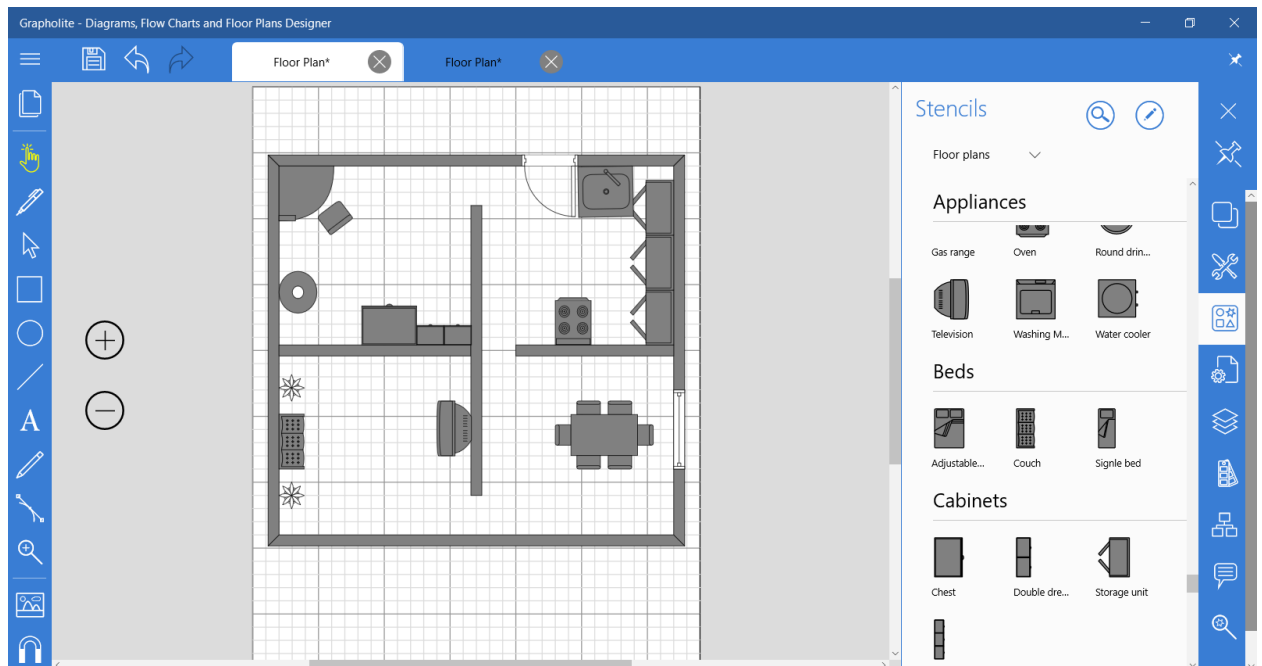 Grapholite - Diagrams, Flow Charts and Floor Plans Designer
Floor Plan*
Floor Plan*
Stencils
Floor plans
Appliances
Gas range Oven Round drin...
Television Washing M... Water cooler
Beds
Adjustable... Couch Signle bed
Cabinets
Chest Double dre... Storage unit
A